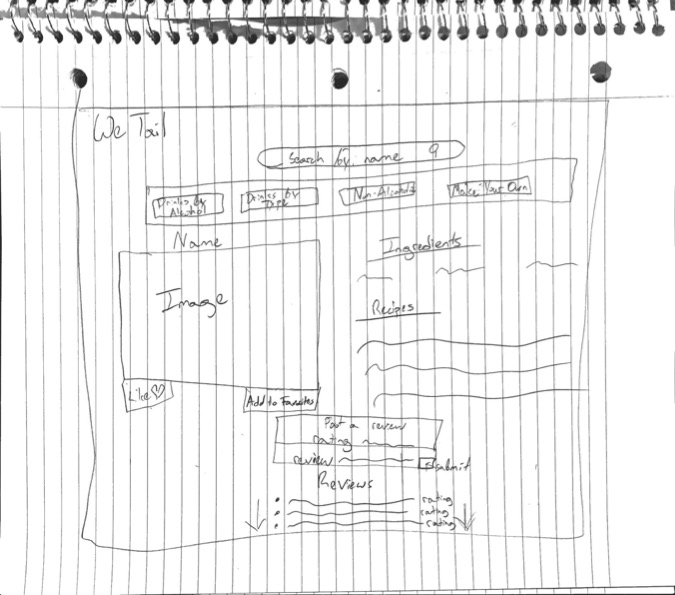 We Tail
Search by name
Drinks by Alcohol
Drinks by Type
Non-Alcoholic
Make Your Own
Name
Image
Like
Add to Favorites
Ingredients
Recipes
Post a review
rating
review
submit
Reviews
rating
rating
rating